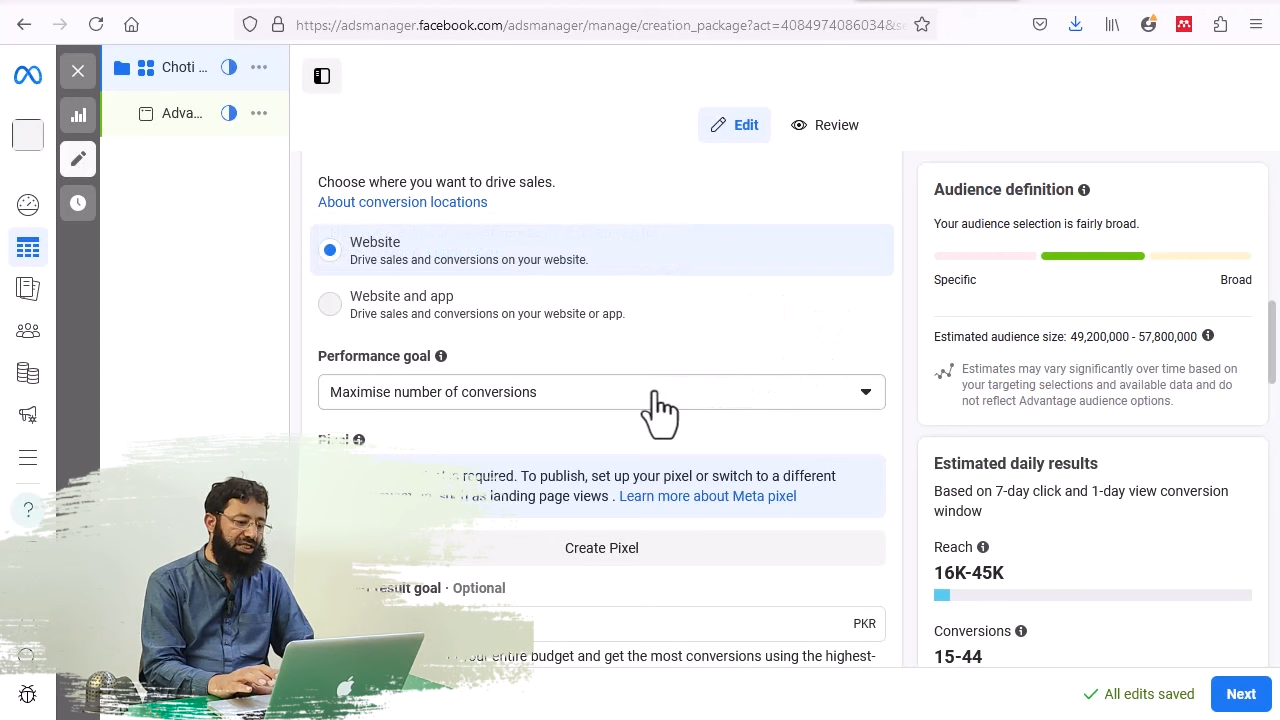 https://adsmanager.facebook.com/adsmanager/manage/creation_package?act=4084974086034&
Choti ...
Adva...
Edit
Review
Choose where you want to drive sales.
About conversion locations
Website
Drive sales and conversions on your website.
Website and app
Drive sales and conversions on your website or app.
Performance goal
Maximise number of conversions
Pixel
required. To publish, set up your pixel or switch to a different
as landing page views . Learn more about Meta pixel
Create Pixel
result goal · Optional
PKR
entire budget and get the most conversions using the highest-
Audience definition
Your audience selection is fairly broad.
Specific
Broad
Estimated audience size: 49,200,000 - 57,800,000
Estimates may vary significantly over time based on
your targeting selections and available data and do
not reflect Advantage audience options.
Estimated daily results
Based on 7-day click and 1-day view conversion
window
Reach
16K-45K
Conversions
15-44
All edits saved
Next